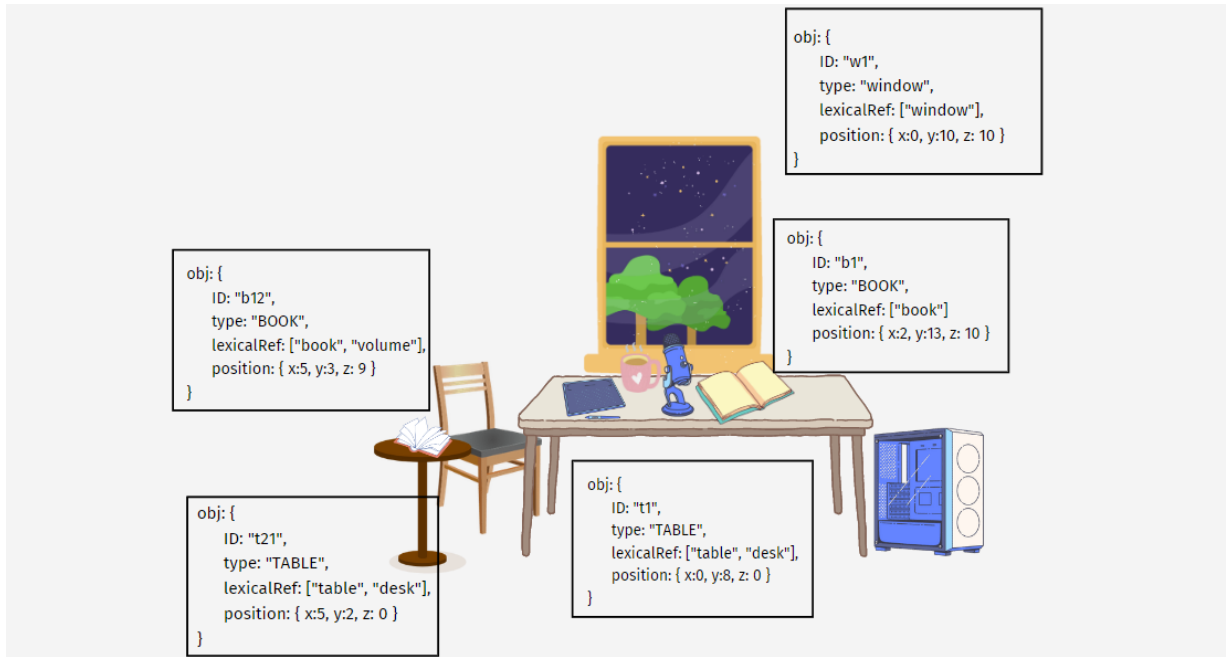 obj: {
ID: "w1",
type: "window",
lexicalRef: ["window"],
position: { x:0, y:10, z: 10 }
}
obj: {
ID: "b1",
type: "BOOK",
lexicalRef: ["book"]
position: { x:2, y:13, z: 10 }
}
obj: {
ID: "b12",
type: "BOOK",
lexicalRef: ["book", "volume"],
position: { x:5, y:3, z: 9 }
}
obj: {
ID: "t1",
type: "TABLE",
lexicalRef: ["table", "desk"],
position: { x:0, y:8, z: 0 }
}
obj: {
ID: "t21",
type: "TABLE",
lexicalRef: ["table", "desk"],
position: { x:5, y:2, z: 0 }
}